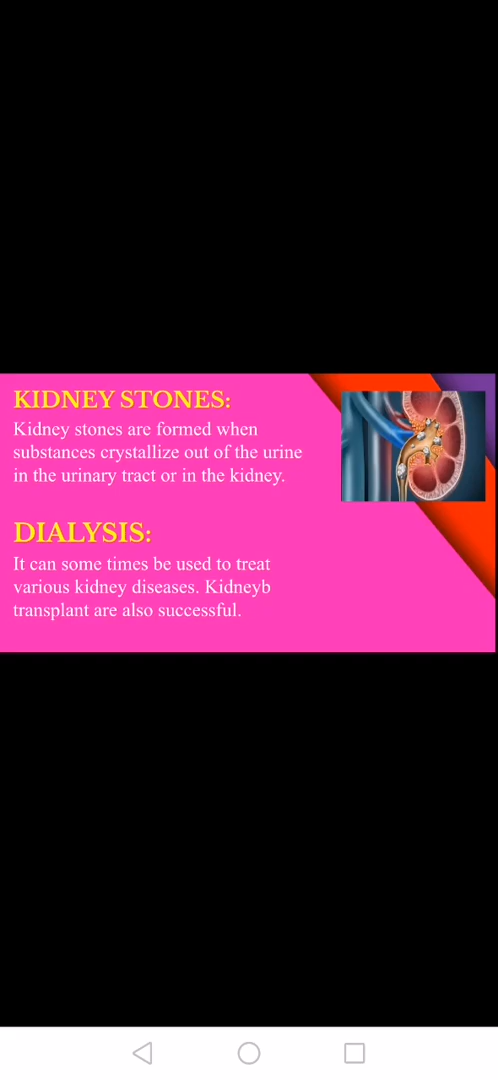 KIDNEY STONES:
Kidney stones are formed when
substances crystallize out of the urine
in the urinary tract or in the kidney.
DIALYSIS:
It can some times be used to treat
various kidney diseases. Kidneyb
transplant are also successful.